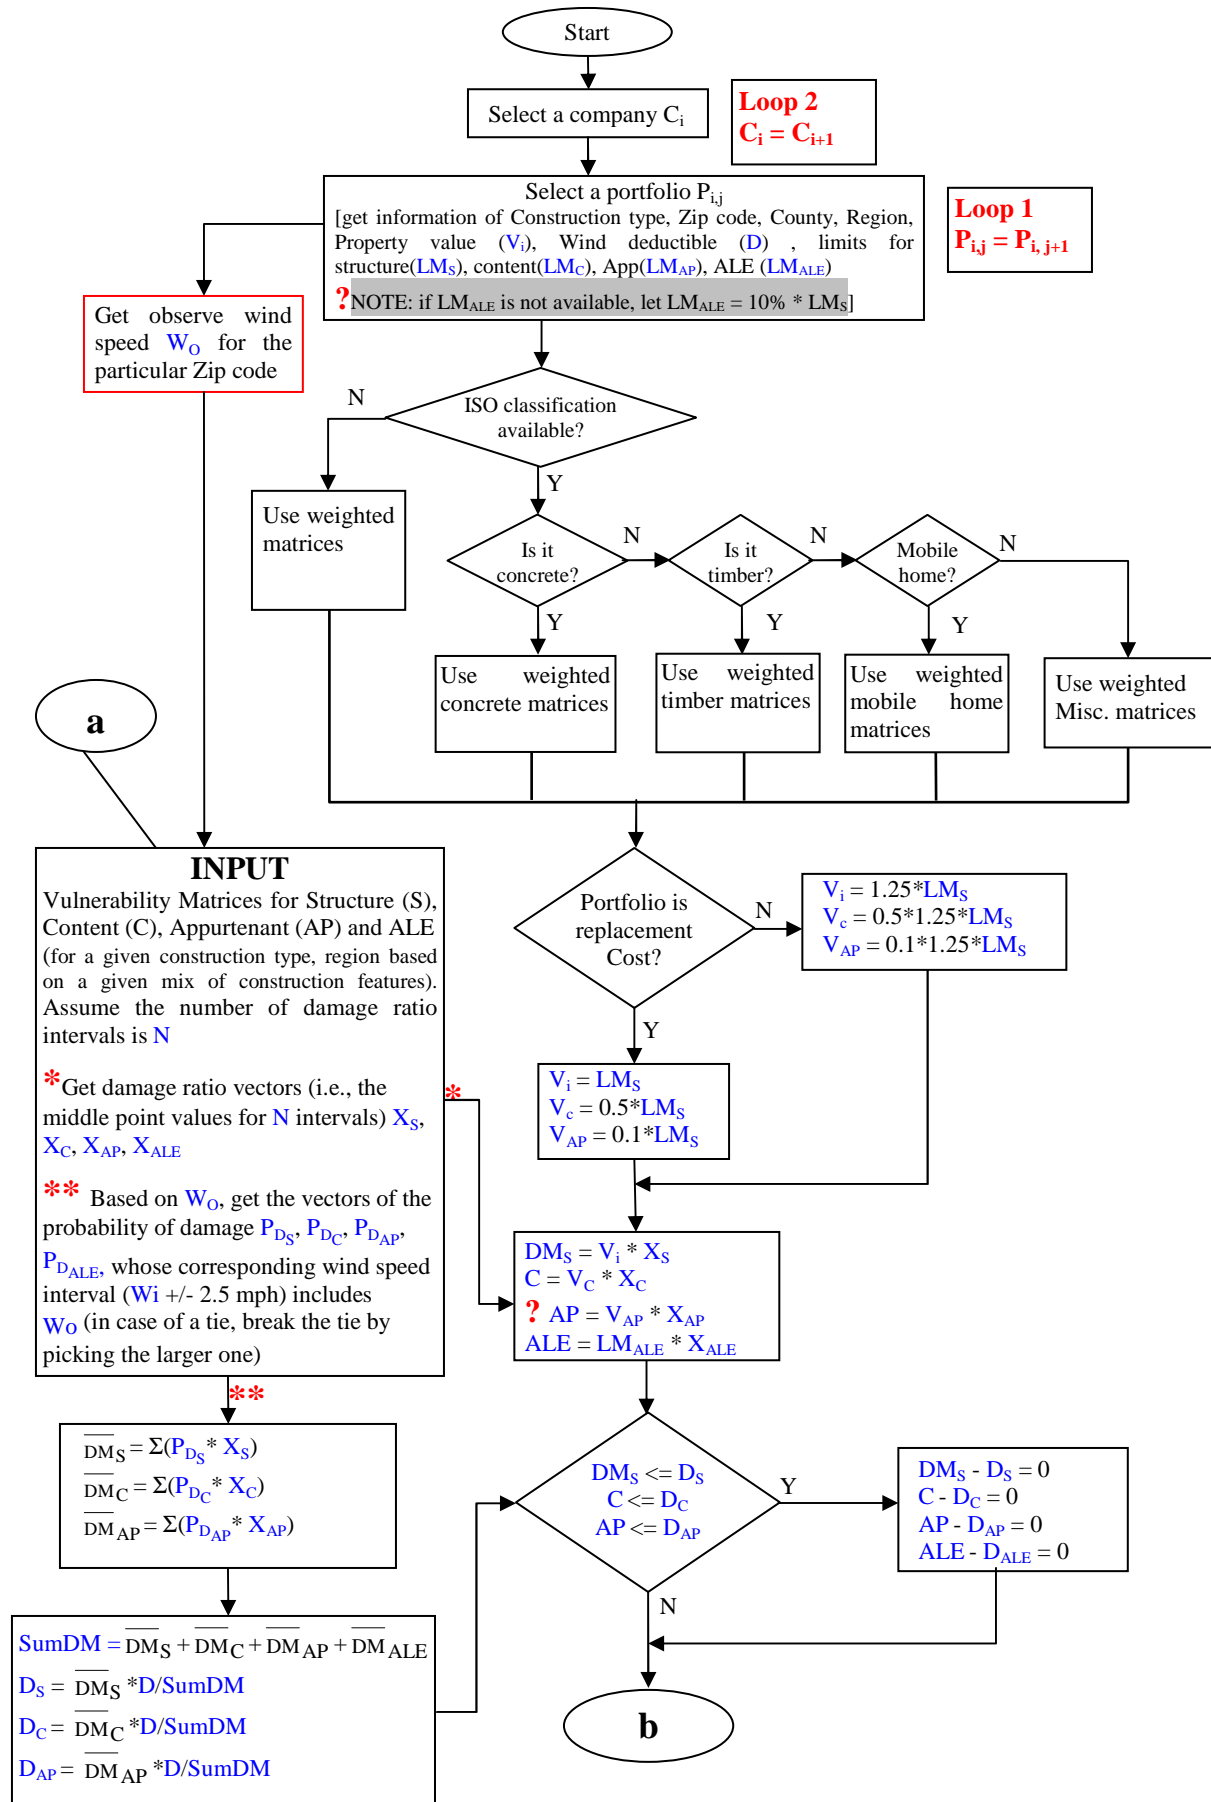 Start
Select a company Ci
Loop 2
Ci = Ci+1
Select a portfolio Pi,j
[get information of Construction type, Zip code, County, Region,
Property value (Vi), Wind deductible (D) , limits for
structure(LMS), content(LMC), App(LMAP), ALE (LMALE)
?NOTE: if LMALE is not available, let LMALE = 10% * LMS]
Loop 1
Pi,j = Pi, j+1
Get observe wind
speed WO for the
particular Zip code
N
ISO classification
available?
Y
Use weighted
matrices
Is it
concrete?
N
Is it
timber?
N
Mobile
home?
N
Y
Y
Y
Use weighted
concrete matrices
Use weighted
timber matrices
Use weighted
mobile home
matrices
Use weighted
Misc. matrices
a
INPUT
Vulnerability Matrices for Structure (S),
Content (C), Appurtenant (AP) and ALE
(for a given construction type, region based
on a given mix of construction features).
Assume the number of damage ratio
intervals is N
*Get damage ratio vectors (i.e., the
middle point values for N intervals) XS,
XC, XAP, XALE
** Based on WO, get the vectors of the
probability of damage PDS, PDC, PDAP,
PDALE, whose corresponding wind speed
interval (Wi +/- 2.5 mph) includes
Wo (in case of a tie, break the tie by
picking the larger one)
*
**
Portfolio is
replacement
Cost?
N
Vi = 1.25*LMS
Vc = 0.5*1.25*LMS
VAP = 0.1*1.25*LMS
Y
Vi = LMS
Vc = 0.5*LMS
VAP = 0.1*LMS
DMS = Vi * XS
C = VC * XC
? AP = VAP * XAP
ALE = LMALE * XALE
D̅M̅S = Σ(PDS* XS)
D̅M̅C = Σ(PDC* XC)
D̅M̅AP = Σ(PDAP* XAP)
DMS <= DS
C <= DC
AP <= DAP
Y
DMS - DS = 0
C - DC = 0
AP - DAP = 0
ALE - DALE = 0
N
SumDM = D̅M̅S + D̅M̅C + D̅M̅AP + D̅M̅ALE
DS = D̅M̅S *D/SumDM
DC = D̅M̅C *D/SumDM
DAP = D̅M̅AP *D/SumDM
b